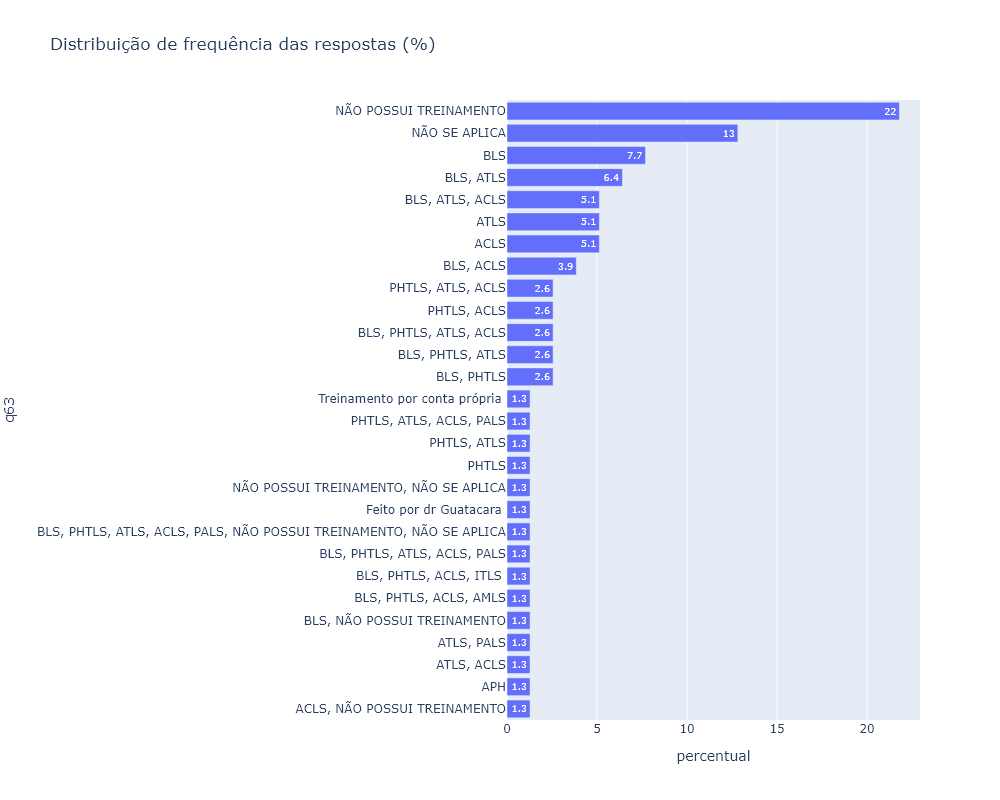 Distribuição de frequência das respostas (%)
NÃO POSSUI TREINAMENTO 22
NÃO SE APLICA 13
BLS 7.7
BLS, ATLS 6.4
BLS, ATLS, ACLS 5.1
ATLS 5.1
ACLS 5.1
BLS, ACLS 3.9
PHTLS, ATLS, ACLS 2.6
PHTLS, ACLS 2.6
BLS, PHTLS, ATLS, ACLS 2.6
BLS, PHTLS, ATLS 2.6
BLS, PHTLS 2.6
Treinamento por conta própria 1.3
PHTLS, ATLS, ACLS, PALS 1.3
PHTLS, ATLS 1.3
PHTLS 1.3
NÃO POSSUI TREINAMENTO, NÃO SE APLICA 1.3
Feito por dr Guatacara 1.3
BLS, PHTLS, ATLS, ACLS, PALS, NÃO POSSUI TREINAMENTO, NÃO SE APLICA 1.3
BLS, PHTLS, ATLS, ACLS, PALS 1.3
BLS, PHTLS, ACLS, ITLS 1.3
BLS, PHTLS, ACLS, AMLS 1.3
BLS, NÃO POSSUI TREINAMENTO 1.3
ATLS, PALS 1.3
ATLS, ACLS 1.3
APH 1.3
ACLS, NÃO POSSUI TREINAMENTO 1.3
0 5 10 15 20
percentual
q63